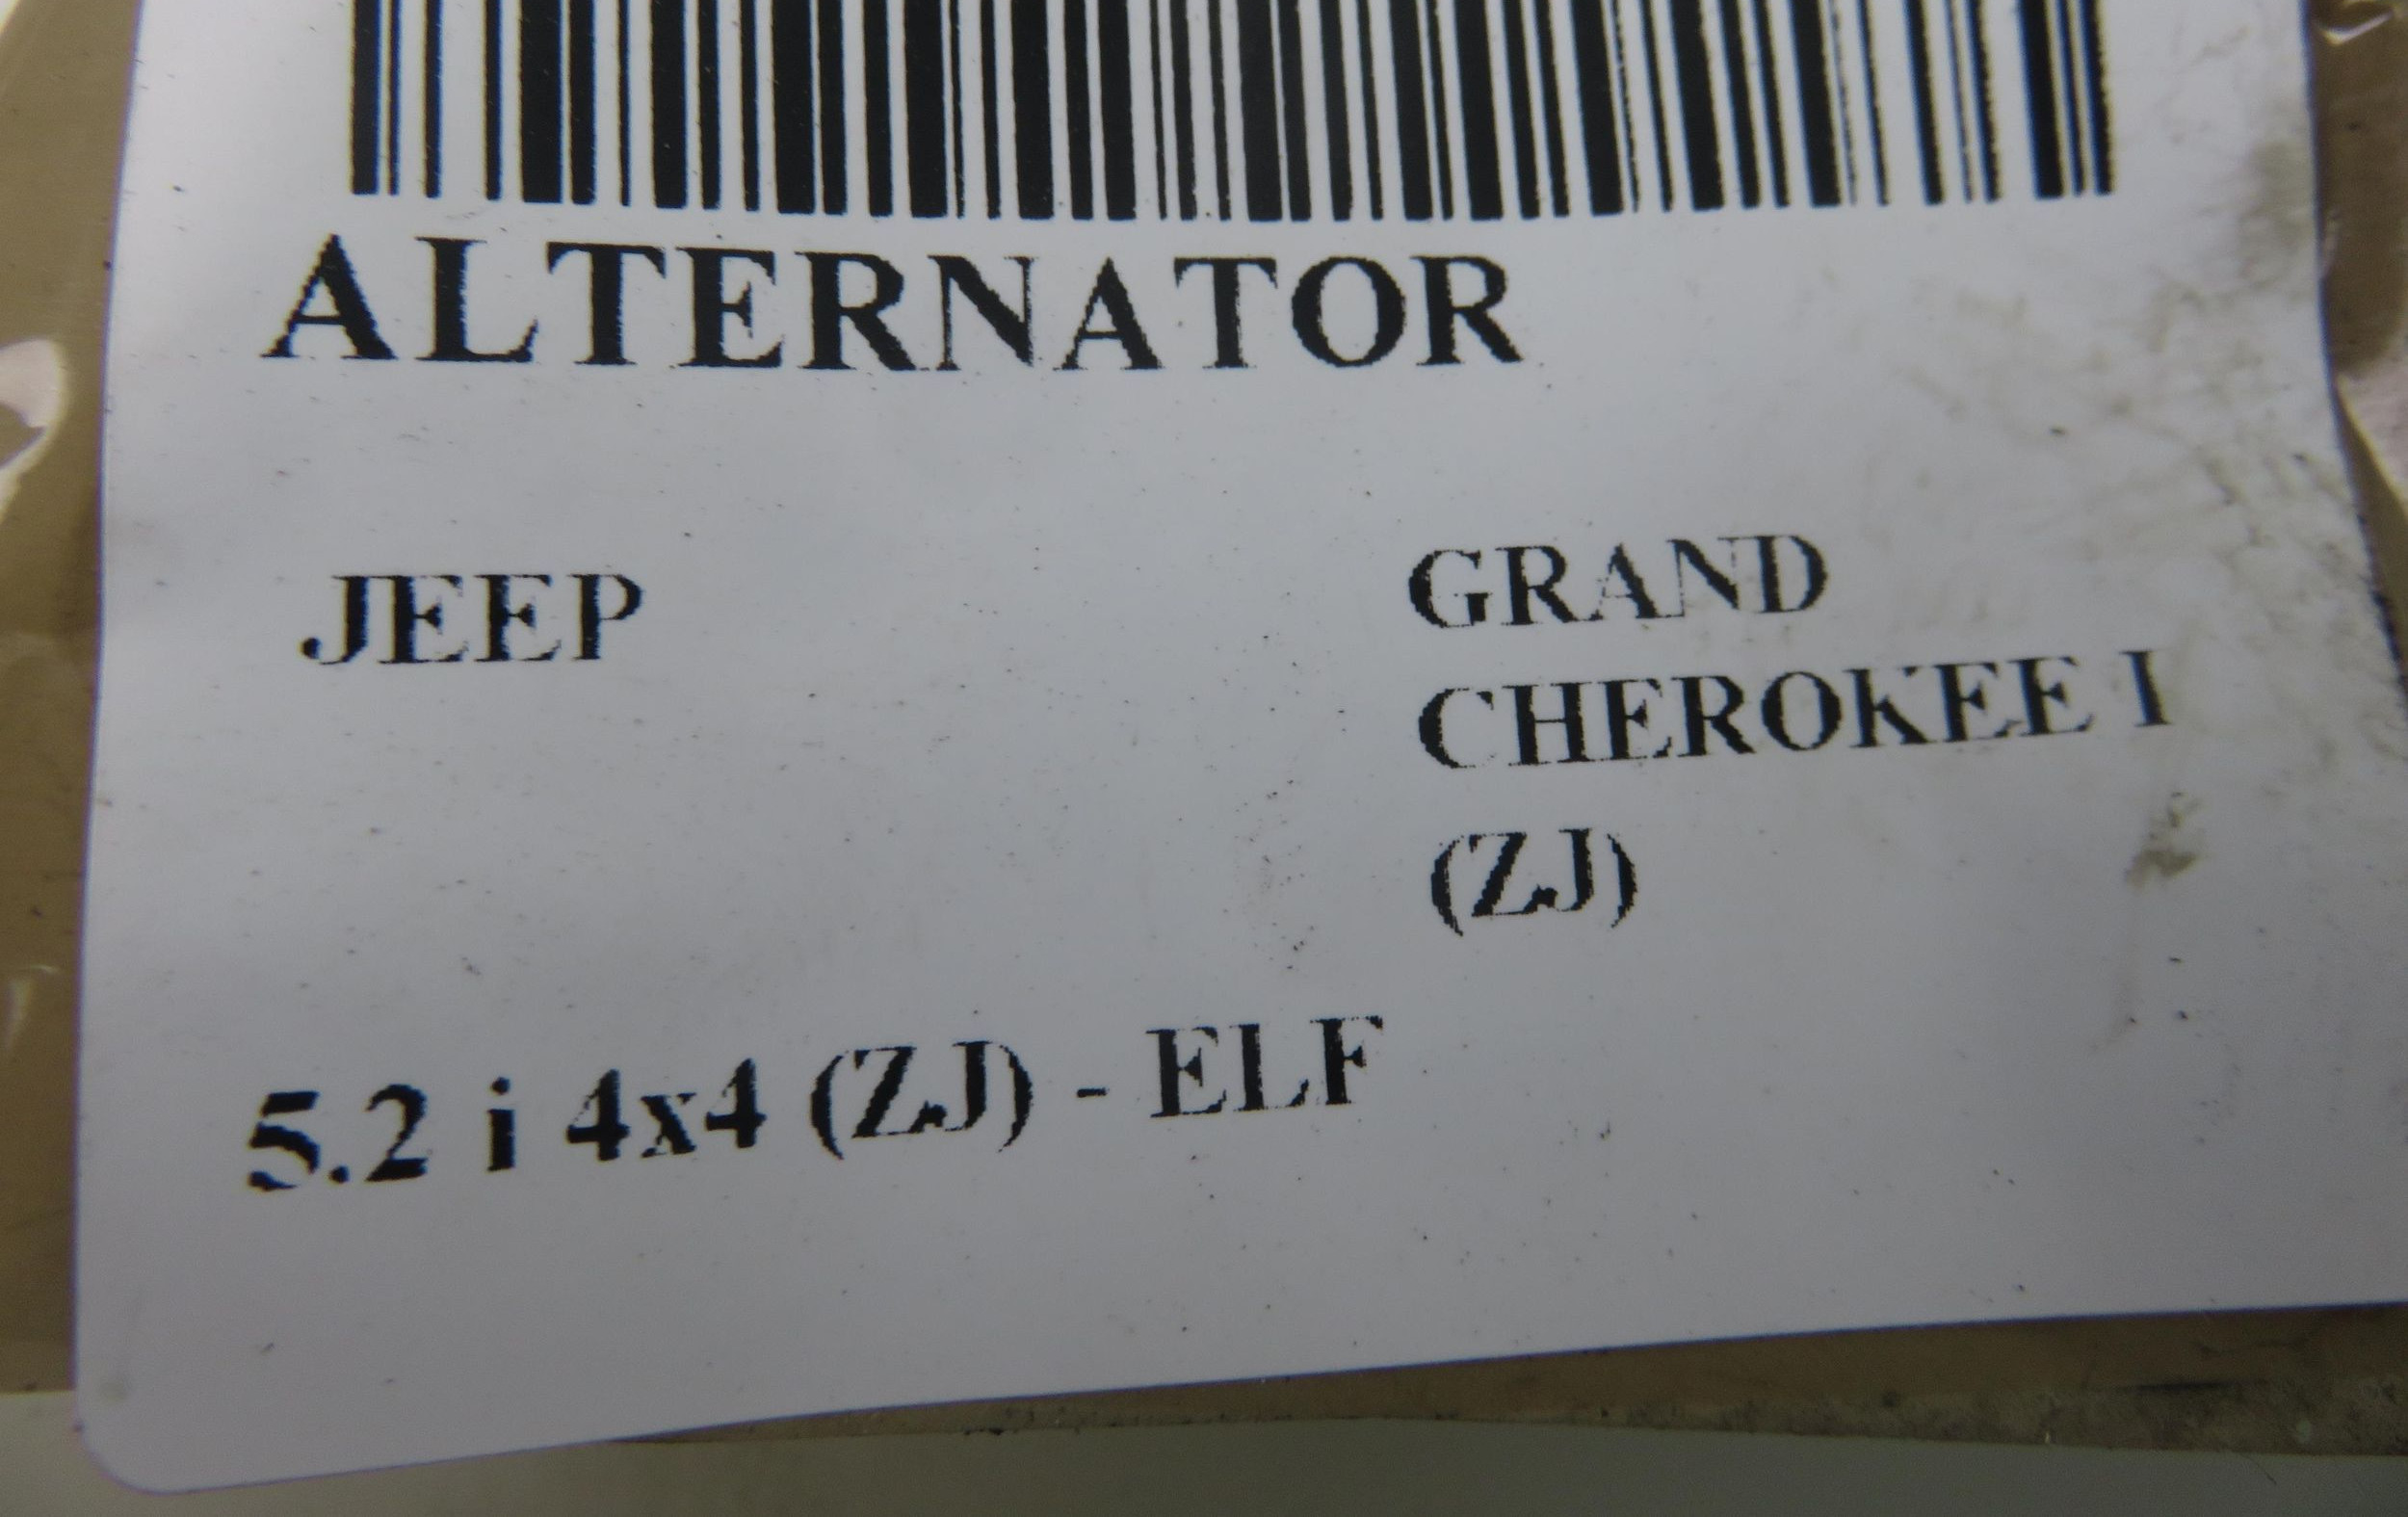 ALTERNATOR
JEEP
GRAND
CHEROKEE I
(ZJ)
5.2 i 4x4 (ZJ) - ELF